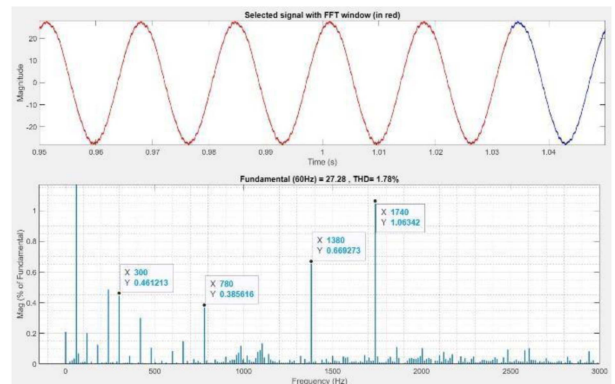 Selected signal with FFT window (in red)
20
10
0
-10
-20
Magnitude
0.95
0.96
0.97
0.98
0.99
1
1.01
1.02
1.03
1.04
Time (s)
Fundamental (60Hz) = 27.28 , THD= 1.78%
1
0.8
0.6
0.4
0.2
0
Mag (% of Fundamental)
X 300
Y 0.461213
X 780
Y 0.385616
X 1380
Y 0.669273
X 1740
Y 1.06342
0
500
1000
1500
2000
2500
3000
Frequency (Hz)